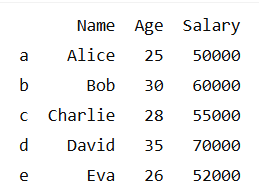 Name Age Salary
a Alice 25 50000
b Bob 30 60000
c Charlie 28 55000
d David 35 70000
e Eva 26 52000